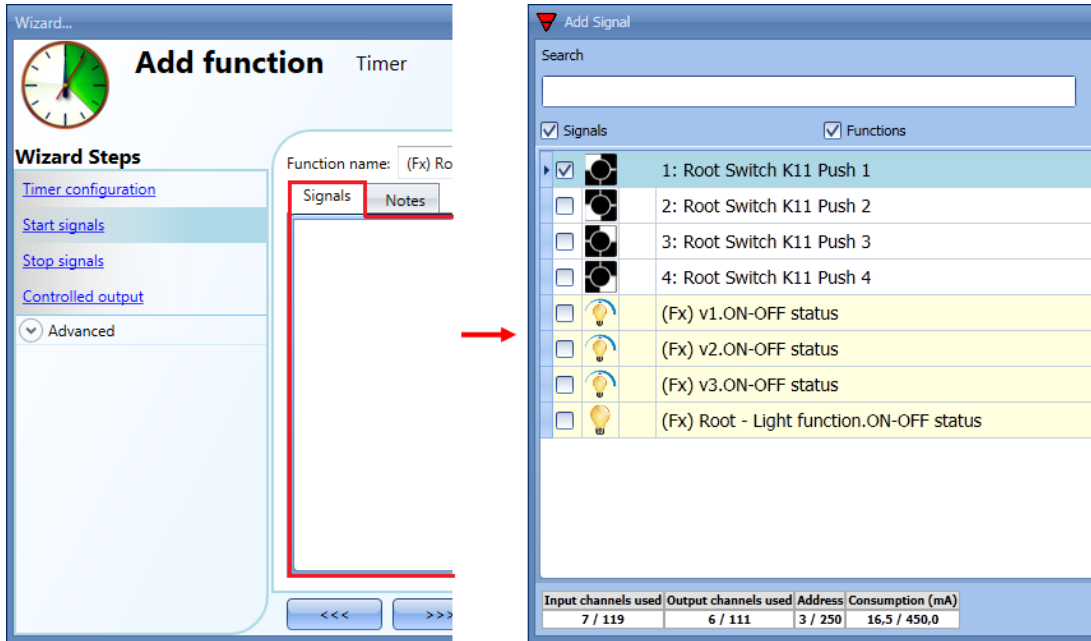 Wizard...
Add function Timer
Wizard Steps
Timer configuration
Start signals
Stop signals
Controlled output
Advanced
Function name: (Fx) Ro
Signals Notes
<<< >>>
Add Signal
Search
Signals Functions
1: Root Switch K11 Push 1
2: Root Switch K11 Push 2
3: Root Switch K11 Push 3
4: Root Switch K11 Push 4
(Fx) v1.ON-OFF status
(Fx) v2.ON-OFF status
(Fx) v3.ON-OFF status
(Fx) Root - Light function.ON-OFF status
Input channels used Output channels used Address Consumption (mA)
7 / 119 6 / 111 3 / 250 16,5 / 450,0